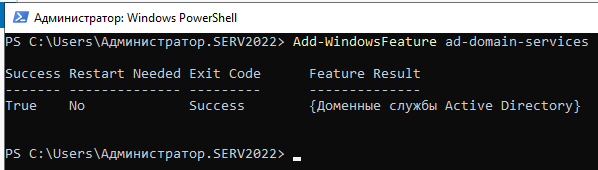 Администратор: Windows PowerShell
PS C:\Users\Администратор.SERV2022> Add-WindowsFeature ad-domain-services
Success Restart Needed Exit Code      Feature Result
------- -------------- ---------      --------------
True    No             Success        {Доменные службы Active Directory}
PS C:\Users\Администратор.SERV2022>